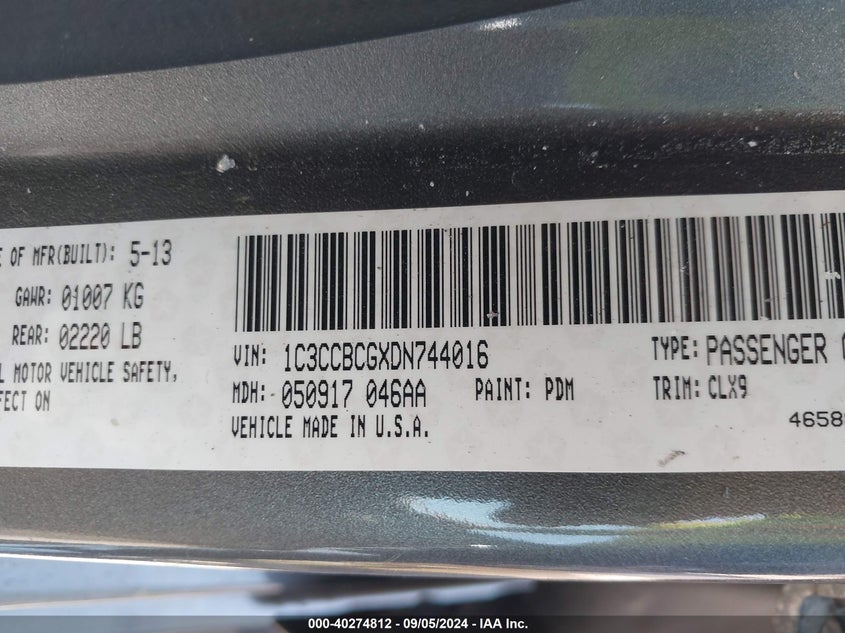 E OF MFR(BUILT): 5-13
GAWR: 01007 KG
REAR: 02220 LB
L MOTOR VEHICLE SAFETY,
FECT ON
VIN: 1C3CCBCGXDN744016
TYPE: PASSENGER
MDH: 050917 046AA
PAINT: PDM
TRIM: CLX9
VEHICLE MADE IN U.S.A.
4658
000-40274812 - 09/05/2024 - IAA Inc.